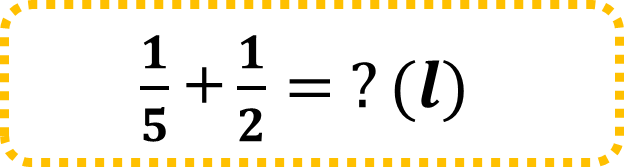 1/5 + 1/2 = ? (l)